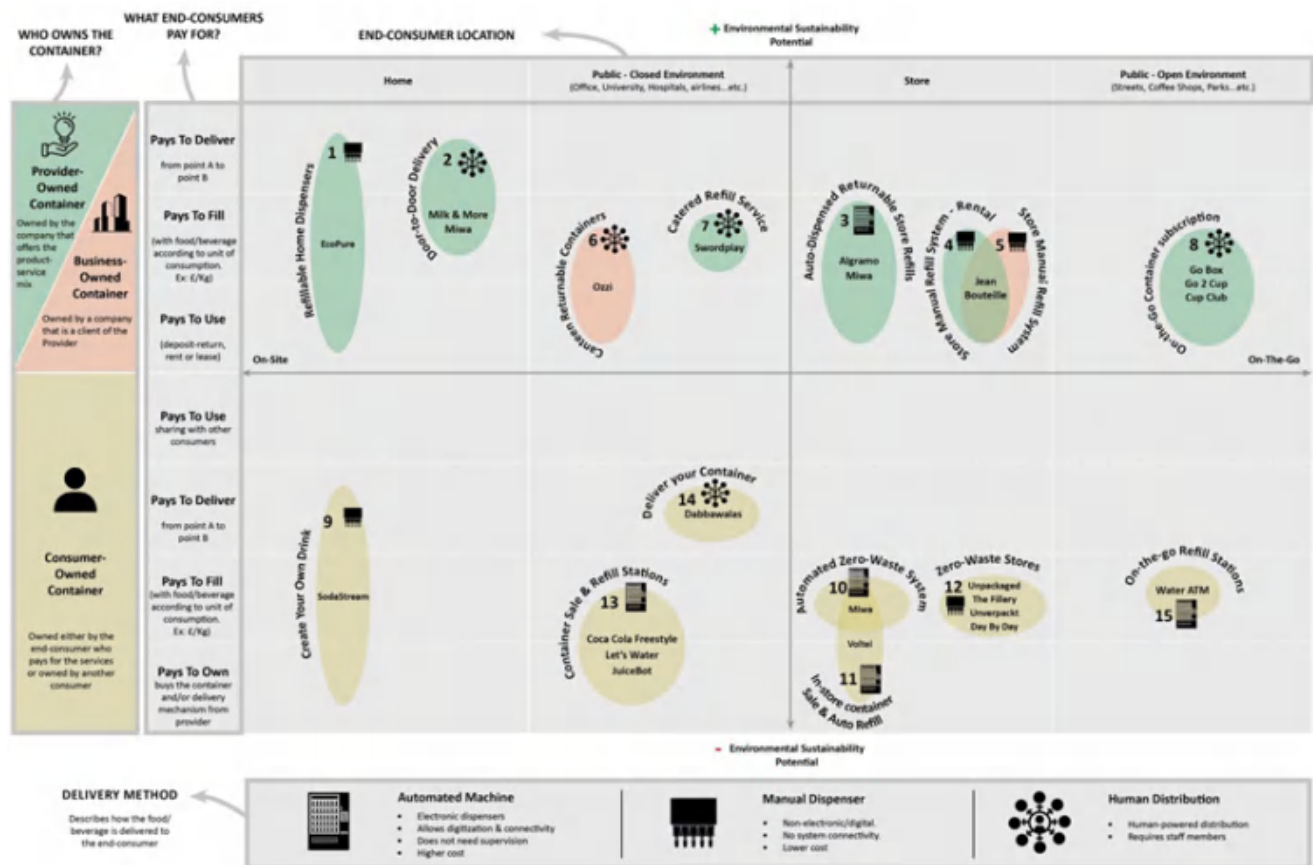 WHO OWNS THE
CONTAINER?
WHAT END-CONSUMERS
PAY FOR?
END-CONSUMER LOCATION
+ Environmental Sustainability
Potential
Home
Public - Closed Environment
(Office, University, Hospitals, airlines...etc.)
Store
Public - Open Environment
(Streets, Coffee Shops, Parks...etc.)
Provider-
Owned
Container
Owned by the
company that
offers the
product-
service
mix
Business-
Owned
Container
Owned by a company
that is a client of the
Provider
Pays To Deliver
from point A to
point B
Pays To Fill
(with food/beverage
according to unit of
consumption.
Ex: £/Kg)
Pays To Use
(deposit-return,
rent or lease)
Refillable Home Dispensers
1
EcoPure
Door-to-Door Delivery
2
Milk & More
Miwa
Canteen Returnable Containers
6
Ozzi
Catered Refill Service
7
Swordplay
Auto-Dispensed Returnable Store Refills
3
Algramo
Miwa
Store Manual Refill System - Rental
4
5
Jean
Bouteille
Store Manual Refill System
On-the-Go Container subscription
8
Go Box
Go 2 Cup
Cup Club
On-Site
On-The-Go
Consumer-
Owned
Container
Owned either by the
end-consumer who
pays for the services
or owned by another
consumer
Pays To Use
sharing with other
consumers
Pays To Deliver
from point A to
point B
Pays To Fill
(with food/beverage
according to unit of
consumption.
Ex: £/Kg)
Pays To Own
buys the container
and/or delivery
mechanism from
provider
Create Your Own Drink
9
SodaStream
Deliver your Container
14
Dabbawalas
Container Sale & Refill Stations
13
Coca Cola Freestyle
Let's Water
JuiceBot
Automated Zero-Waste System
10
Miwa
Voltei
11
In-store container
Sale & Auto Refill
Zero-Waste Stores
12
Unpackaged
The Fillery
Unverpackt
Day By Day
On-the-go Refill Stations
Water ATM
15
- Environmental Sustainability
Potential
DELIVERY METHOD
Describes how the food/
beverage is delivered to
the end-consumer
Automated Machine
• Electronic dispensers
• Allows digitization & connectivity
• Does not need supervision
• Higher cost
Manual Dispenser
• Non-electronic/digital.
• No system connectivity.
• Lower cost
Human Distribution
• Human-powered distribution
• Requires staff members